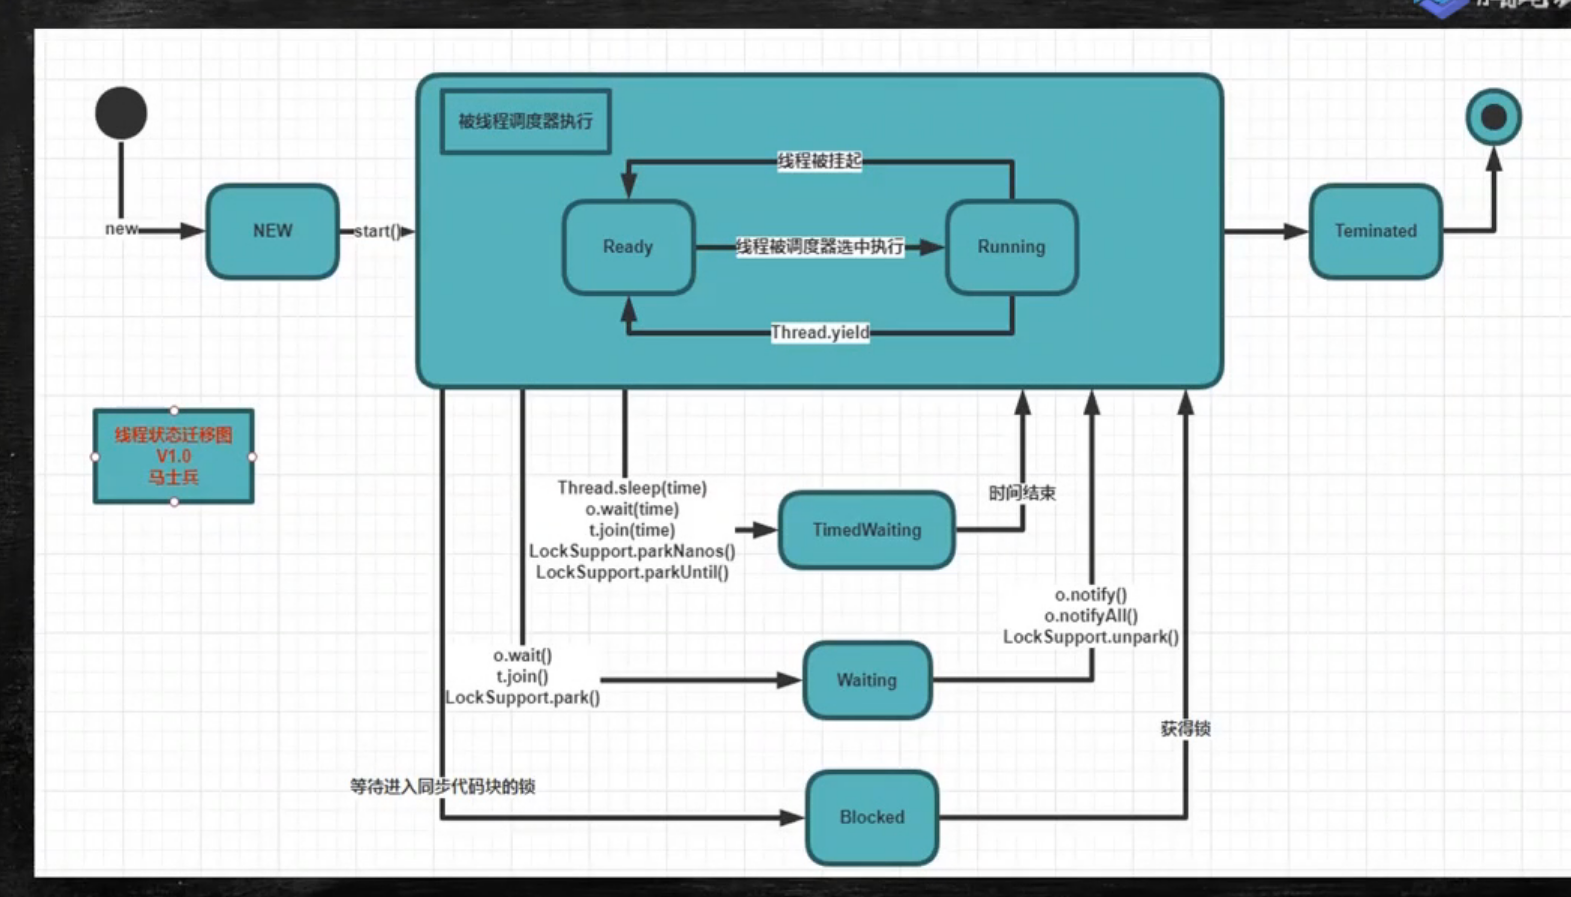 被线程调度器执行
线程被挂起
new
NEW
start()
Ready
线程被调度器选中执行
Running
Teminated
Thread.yield
线程状态迁移图
V1.0
马士兵
Thread.sleep(time)
o.wait(time)
t.join(time)
LockSupport.parkNanos()
LockSupport.parkUntil()
TimedWaiting
时间结束
o.notify()
o.notifyAll()
LockSupport.unpark()
o.wait()
t.join()
LockSupport.park()
Waiting
获得锁
等待进入同步代码块的锁
Blocked